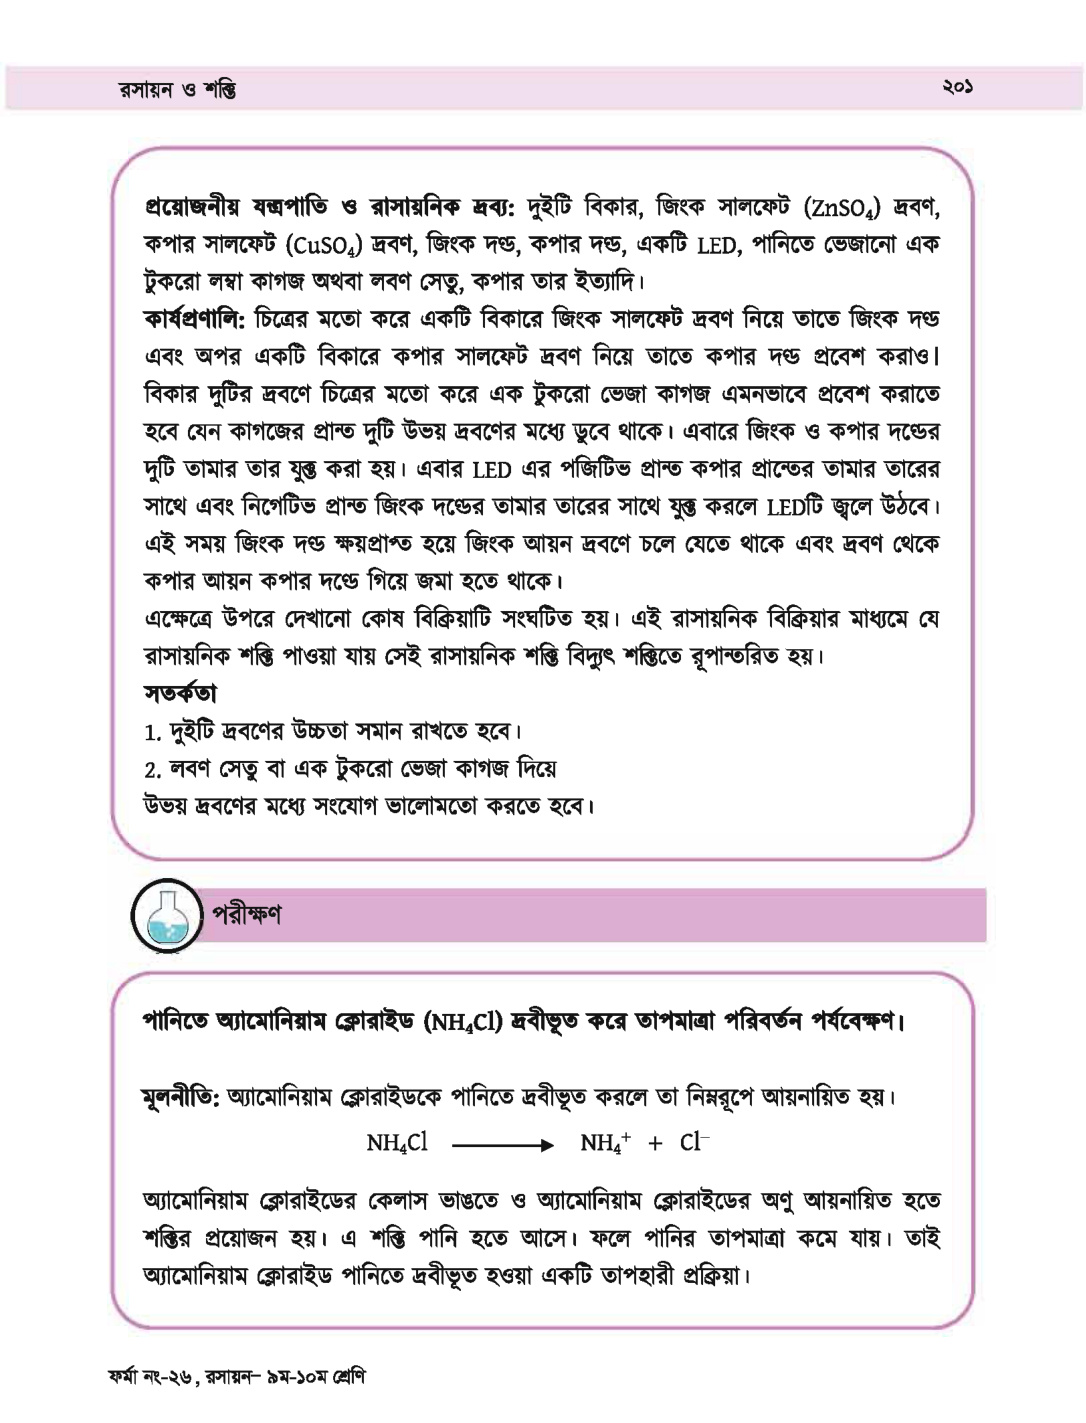 রসায়ন ও শক্তি
২০১
প্রয়োজনীয় যন্ত্রপাতি ও রাসায়নিক দ্রব্য: দুইটি বিকার, জিংক সালফেট (ZnSO₄) দ্রবণ,
কপার সালফেট (CuSO₄) দ্রবণ, জিংক দণ্ড, কপার দণ্ড, একটি LED, পানিতে ভেজানো এক
টুকরো লম্বা কাগজ অথবা লবণ সেতু, কপার তার ইত্যাদি।
কার্যপ্রণালি: চিত্রের মতো করে একটি বিকারে জিংক সালফেট দ্রবণ নিয়ে তাতে জিংক দণ্ড
এবং অপর একটি বিকারে কপার সালফেট দ্রবণ নিয়ে তাতে কপার দণ্ড প্রবেশ করাও।
বিকার দুটির দ্রবণে চিত্রের মতো করে এক টুকরো ভেজা কাগজ এমনভাবে প্রবেশ করাতে
হবে যেন কাগজের প্রান্ত দুটি উভয় দ্রবণের মধ্যে ডুবে থাকে। এবারে জিংক ও কপার দণ্ডের
দুটি তামার তার যুক্ত করা হয়। এবার LED এর পজিটিভ প্রান্ত কপার প্রান্তের তামার তারের
সাথে এবং নিগেটিভ প্রান্ত জিংক দণ্ডের তামার তারের সাথে যুক্ত করলে LEDটি জ্বলে উঠবে।
এই সময় জিংক দণ্ড ক্ষয়প্রাপ্ত হয়ে জিংক আয়ন দ্রবণে চলে যেতে থাকে এবং দ্রবণ থেকে
কপার আয়ন কপার দণ্ডে গিয়ে জমা হতে থাকে।
এক্ষেত্রে উপরে দেখানো কোষ বিক্রিয়াটি সংঘটিত হয়। এই রাসায়নিক বিক্রিয়ার মাধ্যমে যে
রাসায়নিক শক্তি পাওয়া যায় সেই রাসায়নিক শক্তি বিদ্যুৎ শক্তিতে রূপান্তরিত হয়।
সতর্কতা
1. দুইটি দ্রবণের উচ্চতা সমান রাখতে হবে।
2. লবণ সেতু বা এক টুকরো ভেজা কাগজ দিয়ে
উভয় দ্রবণের মধ্যে সংযোগ ভালোমতো করতে হবে।
পরীক্ষণ
পানিতে অ্যামোনিয়াম ক্লোরাইড (NH₄Cl) দ্রবীভূত করে তাপমাত্রা পরিবর্তন পর্যবেক্ষণ।
মূলনীতি: অ্যামোনিয়াম ক্লোরাইডকে পানিতে দ্রবীভূত করলে তা নিম্নরূপে আয়নায়িত হয়।
NH₄Cl ⟶ NH₄⁺ + Cl⁻
অ্যামোনিয়াম ক্লোরাইডের কেলাস ভাঙতে ও অ্যামোনিয়াম ক্লোরাইডের অণু আয়নায়িত হতে
শক্তির প্রয়োজন হয়। এ শক্তি পানি হতে আসে। ফলে পানির তাপমাত্রা কমে যায়। তাই
অ্যামোনিয়াম ক্লোরাইড পানিতে দ্রবীভূত হওয়া একটি তাপহারী প্রক্রিয়া।
ফর্মা নং-২৬, রসায়ন– ৯ম-১০ম শ্রেণি